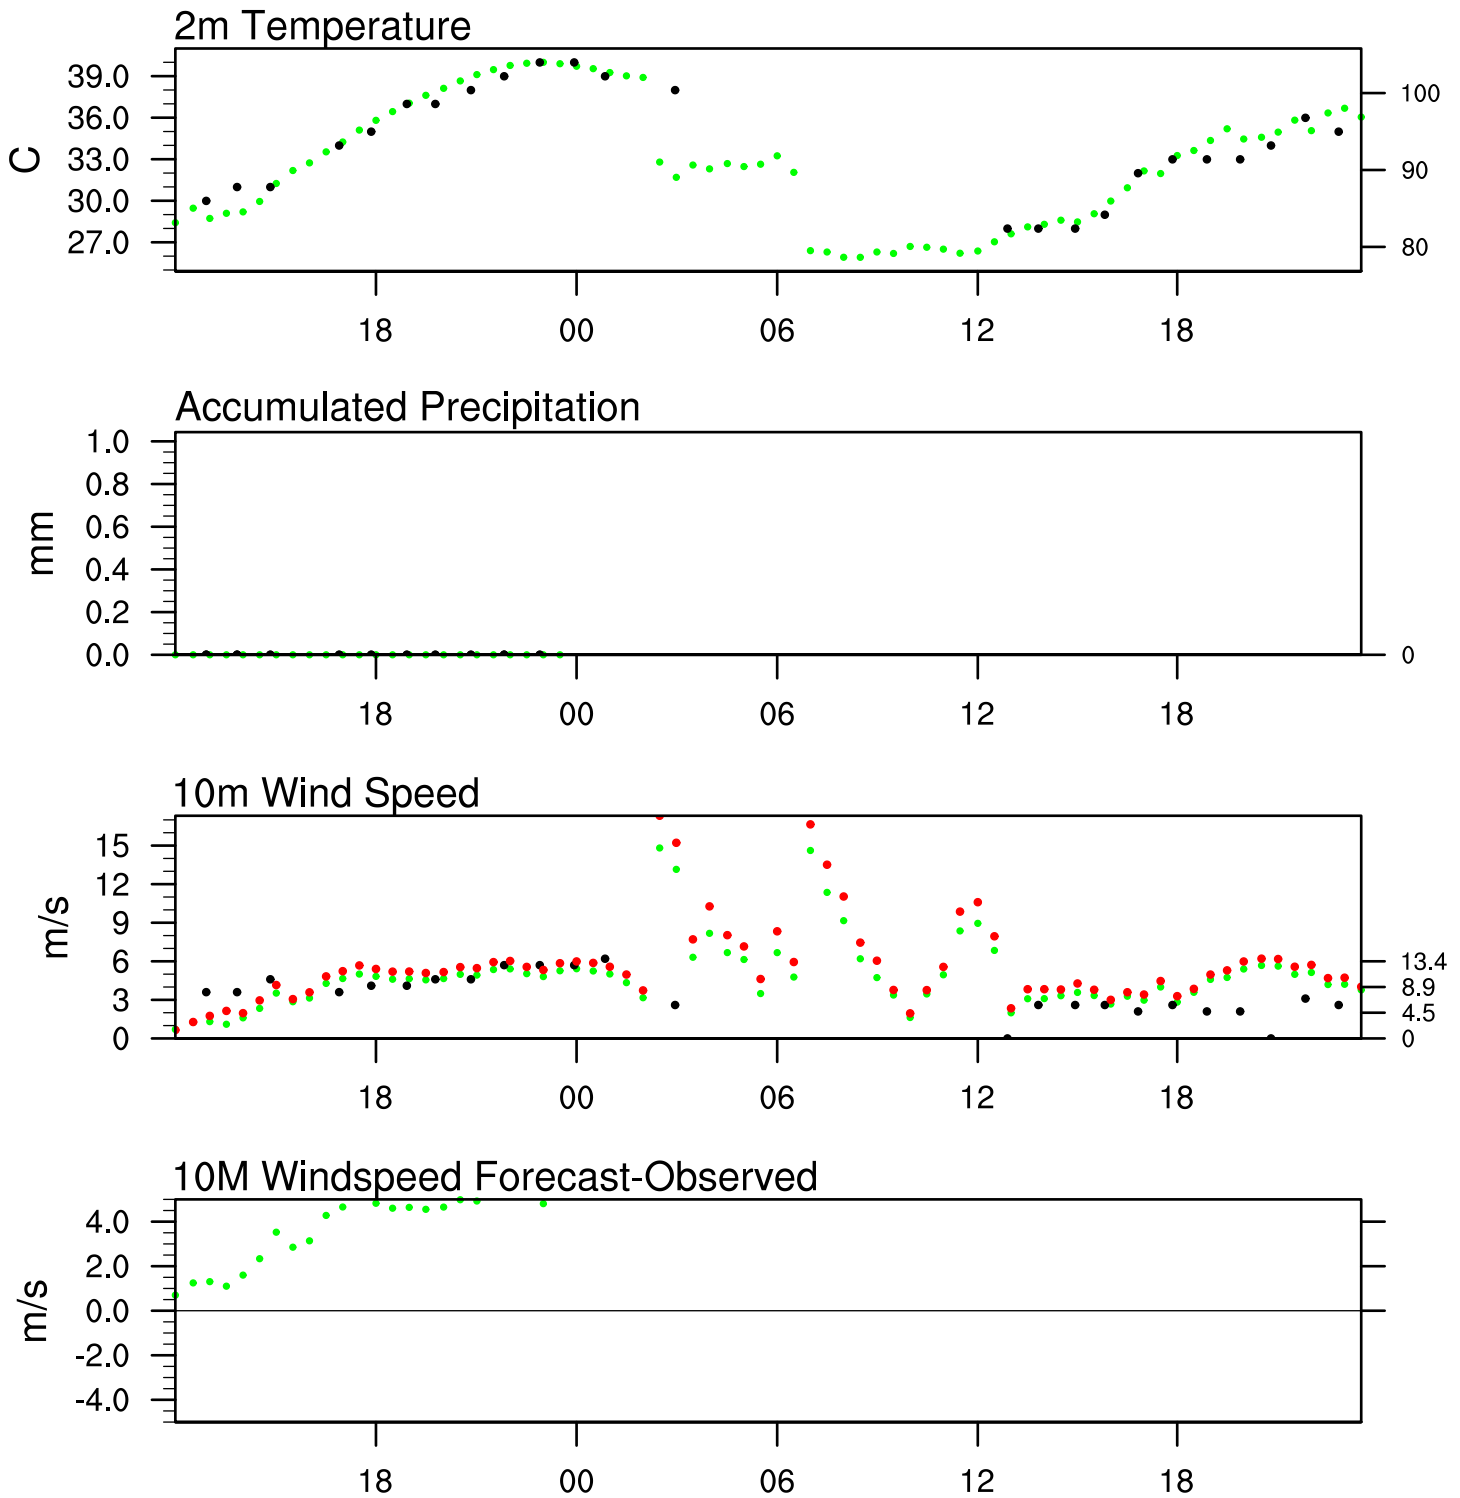 2m Temperature
39.0
36.0
33.0
30.0
27.0
C
100
90
80
18 00 06 12 18
Accumulated Precipitation
1.0
0.8
0.6
0.4
0.2
0.0
mm
0
18 00 06 12 18
10m Wind Speed
15
12
9
6
3
0
m/s
13.4
8.9
4.5
0
18 00 06 12 18
10M Windspeed Forecast-Observed
4.0
2.0
0.0
-2.0
-4.0
m/s
18 00 06 12 18